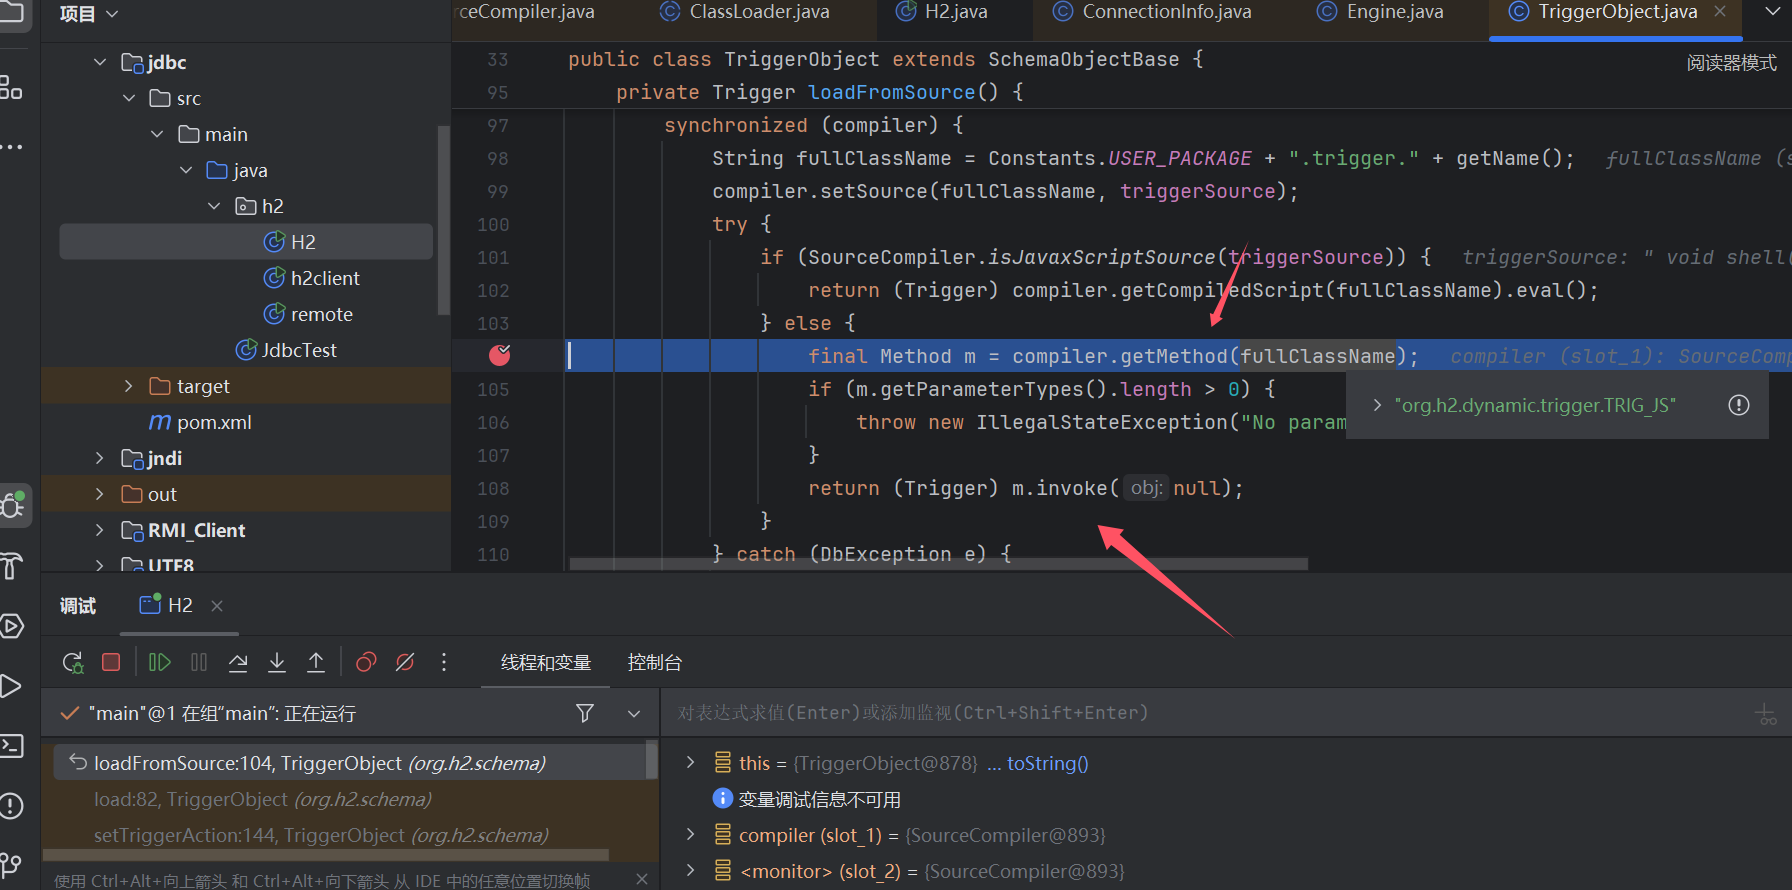 项目
rceCompiler.java
ClassLoader.java
H2.java
ConnectionInfo.java
Engine.java
TriggerObject.java
jdbc
src
main
java
h2
H2
h2client
remote
JdbcTest
target
pom.xml
jndi
out
RMI_Client
UTF8
阅读器模式
33 public class TriggerObject extends SchemaObjectBase {
95 private Trigger loadFromSource() {
97 synchronized (compiler) {
98 String fullClassName = Constants.USER_PACKAGE + ".trigger." + getName(); fullClassName (s
99 compiler.setSource(fullClassName, triggerSource);
100 try {
101 if (SourceCompiler.isJavaxScriptSource(triggerSource)) { triggerSource: " void shell(
102 return (Trigger) compiler.getCompiledScript(fullClassName).eval();
103 } else {
final Method m = compiler.getMethod(fullClassName); compiler (slot_1): SourceComp
105 if (m.getParameterTypes().length > 0) {
"org.h2.dynamic.trigger.TRIG_JS"
106 throw new IllegalStateException("No param
107 }
108 return (Trigger) m.invoke( obj: null);
109 }
110 } catch (DbException e) {
调试
H2
线程和变量
控制台
"main"@1 在组“main”: 正在运行
对表达式求值(Enter)或添加监视(Ctrl+Shift+Enter)
loadFromSource:104, TriggerObject (org.h2.schema)
load:82, TriggerObject (org.h2.schema)
setTriggerAction:144, TriggerObject (org.h2.schema)
使用 Ctrl+Alt+向上箭头 和 Ctrl+Alt+向下箭头 从 IDE 中的任意位置切换帧
this = {TriggerObject@878} ... toString()
变量调试信息不可用
compiler (slot_1) = {SourceCompiler@893}
<monitor> (slot_2) = {SourceCompiler@893}